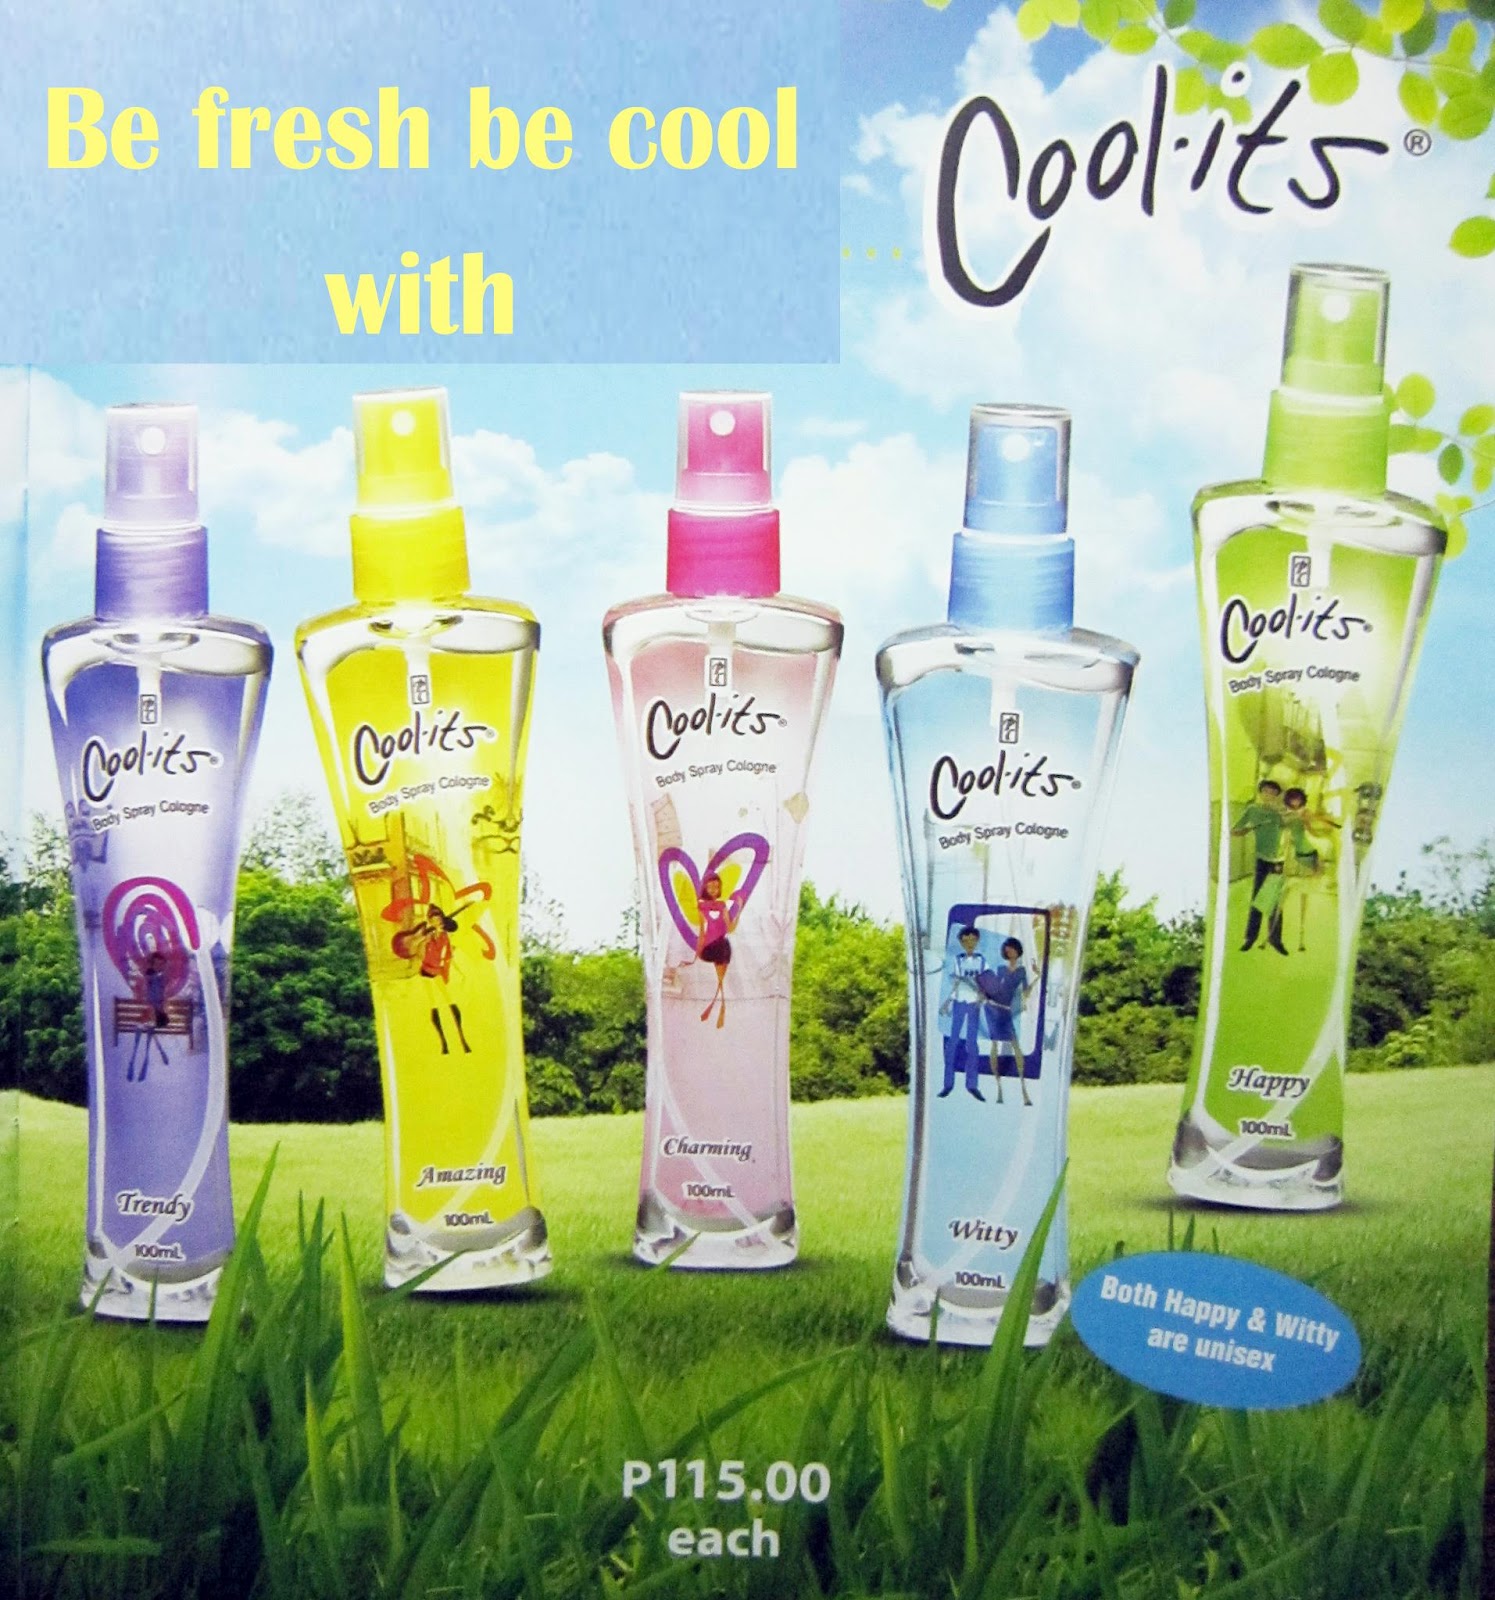 Be fresh be cool
with
...
Cool-its®
Cool-its®
Body Spray Cologne
Trendy
100mL
Cool-its®
Body Spray Cologne
Amazing
100mL
Cool-its®
Body Spray Cologne
Charming
100mL
Cool-its®
Body Spray Cologne
Witty
100mL
Cool-its®
Body Spray Cologne
Happy
100mL
Both Happy & Witty
are unisex
P115.00
each